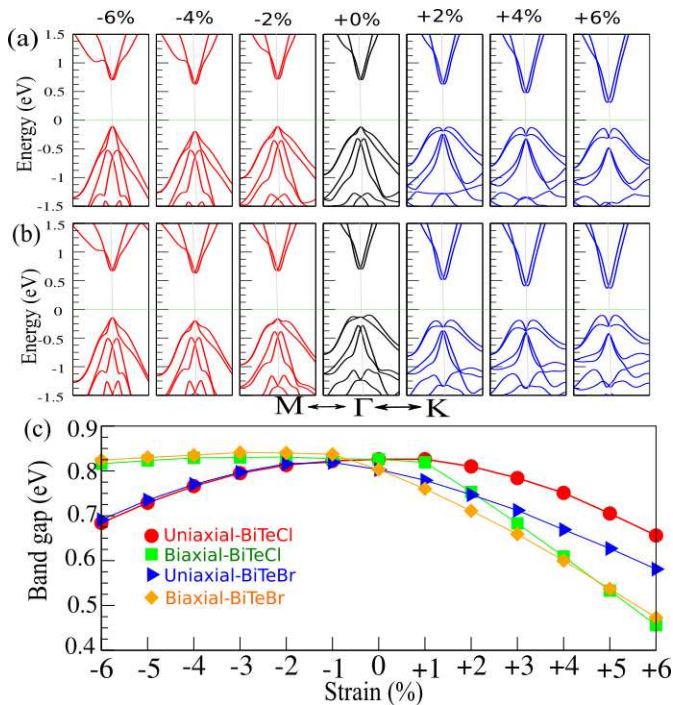 -6% -4% -2% +0% +2% +4% +6%
(a)
1.5
1
0.5
0
-0.5
-1
-1.5
Energy (eV)
(b)
1.5
1
0.5
0
-0.5
-1
-1.5
Energy (eV)
M Γ K
(c)
0.9
0.8
0.7
0.6
0.5
0.4
Band gap (eV)
Uniaxial-BiTeCl
Biaxial-BiTeCl
Uniaxial-BiTeBr
Biaxial-BiTeBr
-6 -5 -4 -3 -2 -1 0 +1 +2 +3 +4 +5 +6
Strain (%)